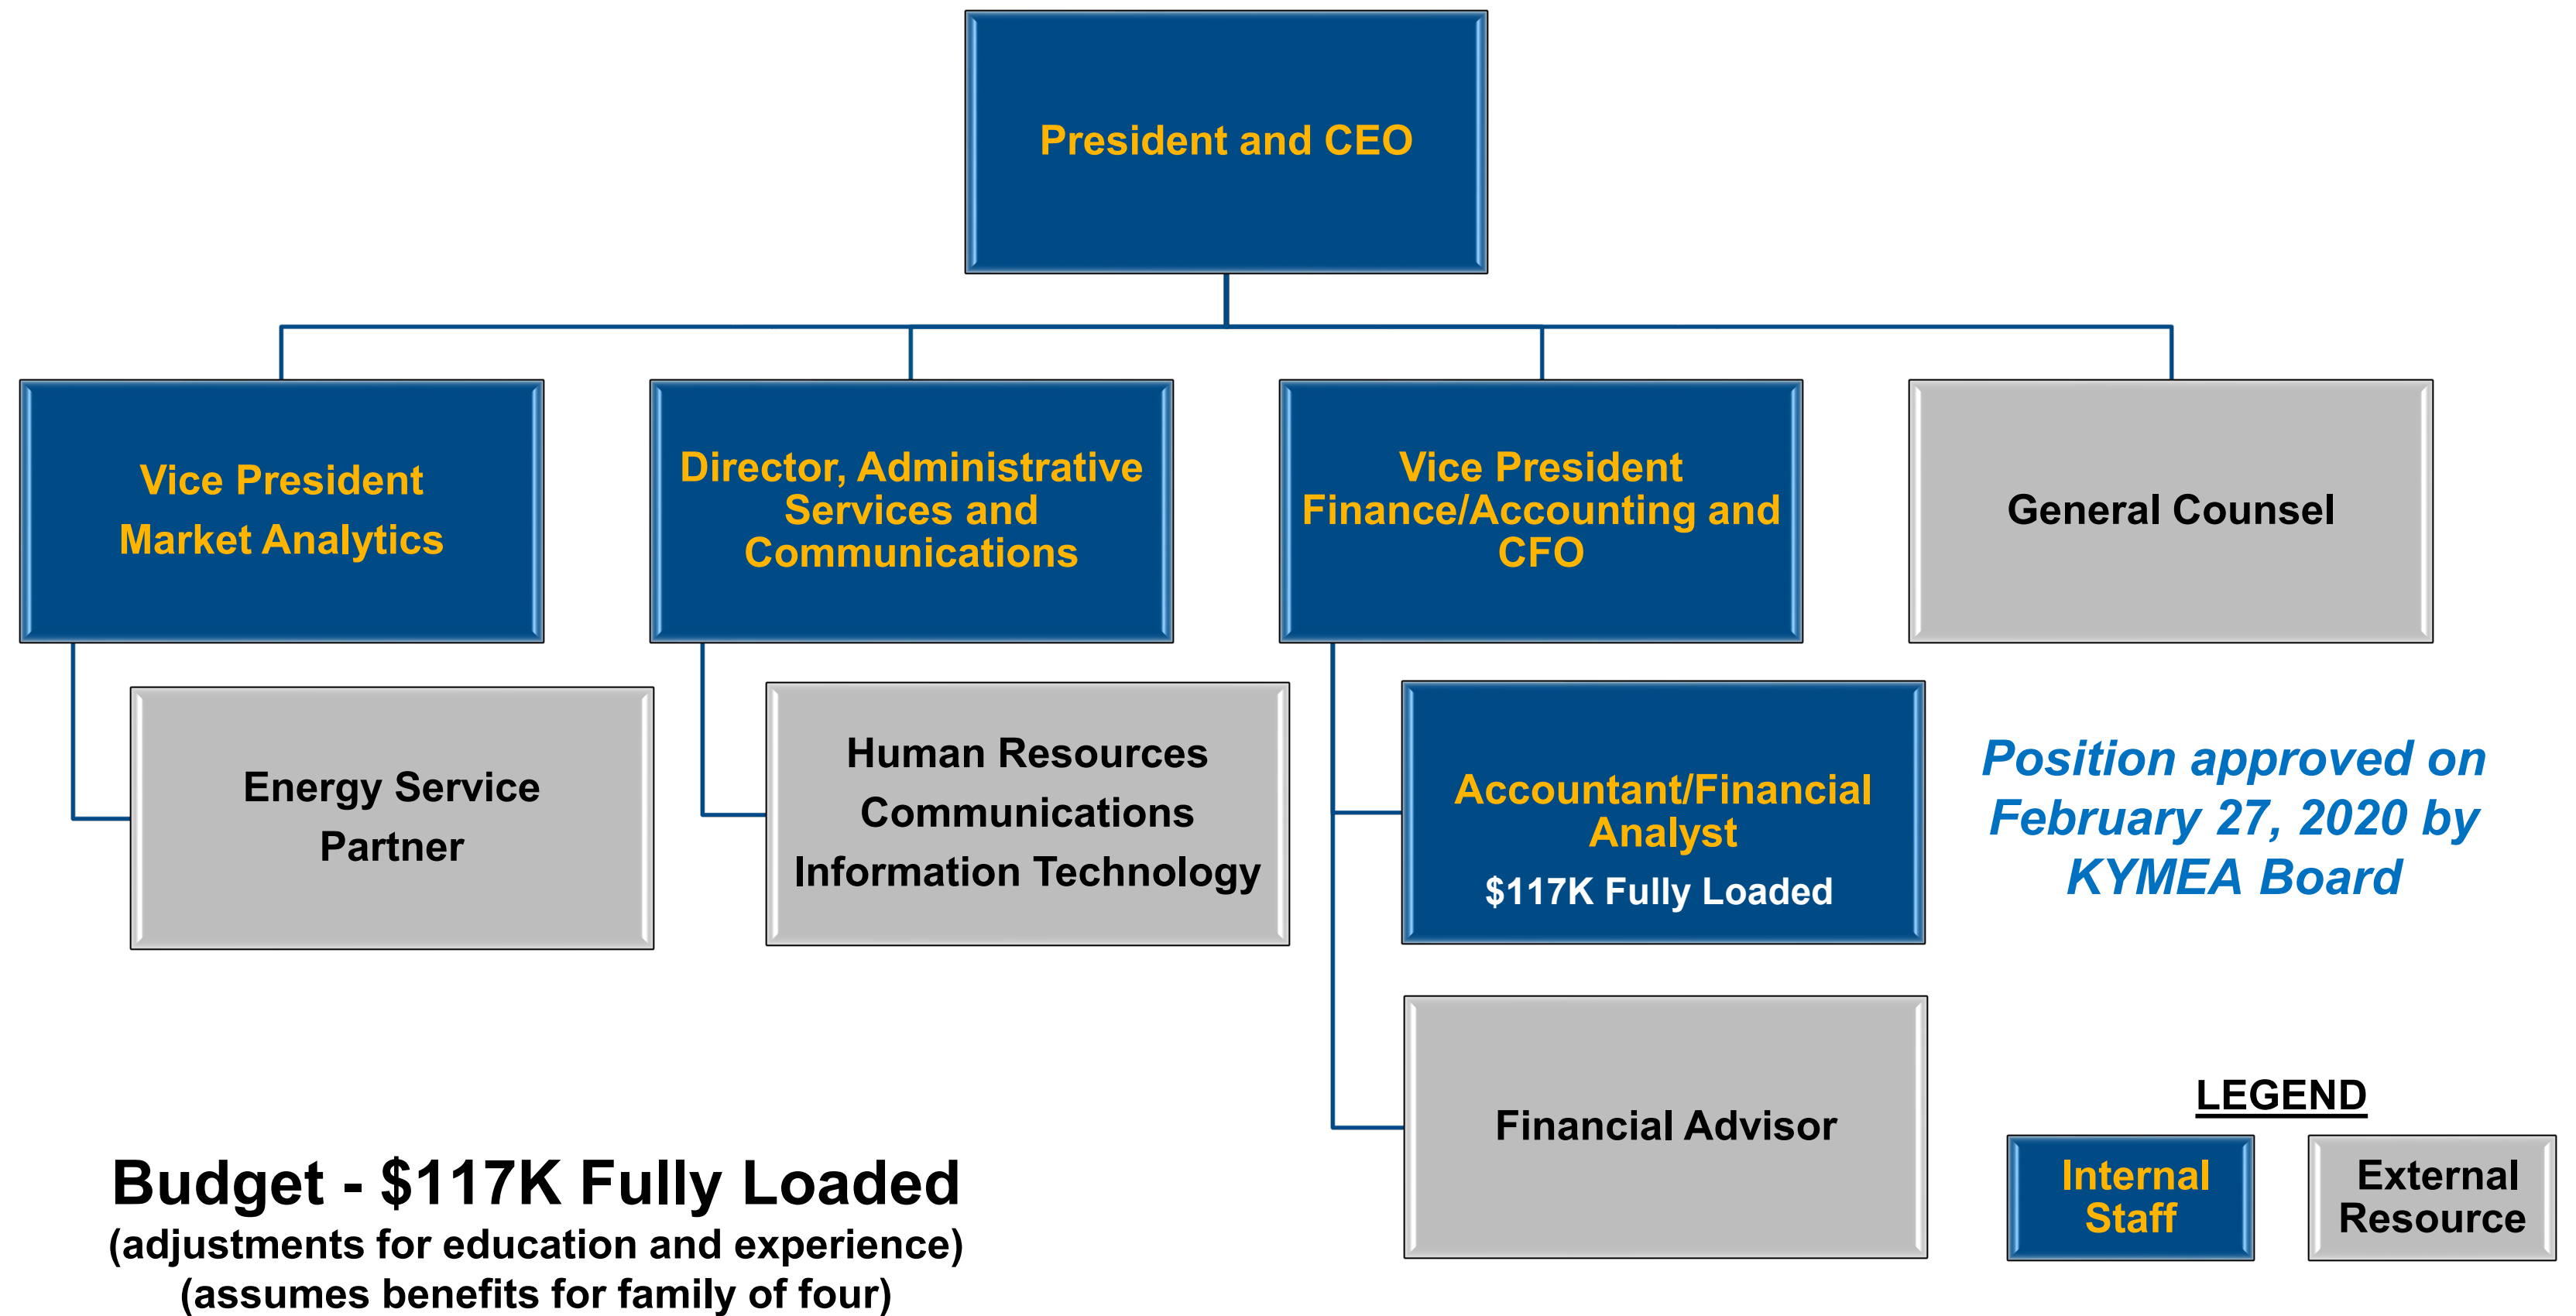 President and CEO
Vice President
Market Analytics
Director, Administrative
Services and
Communications
Vice President
Finance/Accounting and
CFO
General Counsel
Energy Service
Partner
Human Resources
Communications
Information Technology
Accountant/Financial
Analyst
$117K Fully Loaded
Position approved on
February 27, 2020 by
KYMEA Board
Financial Advisor
LEGEND
Internal
Staff
External
Resource
Budget - $117K Fully Loaded
(adjustments for education and experience)
(assumes benefits for family of four)